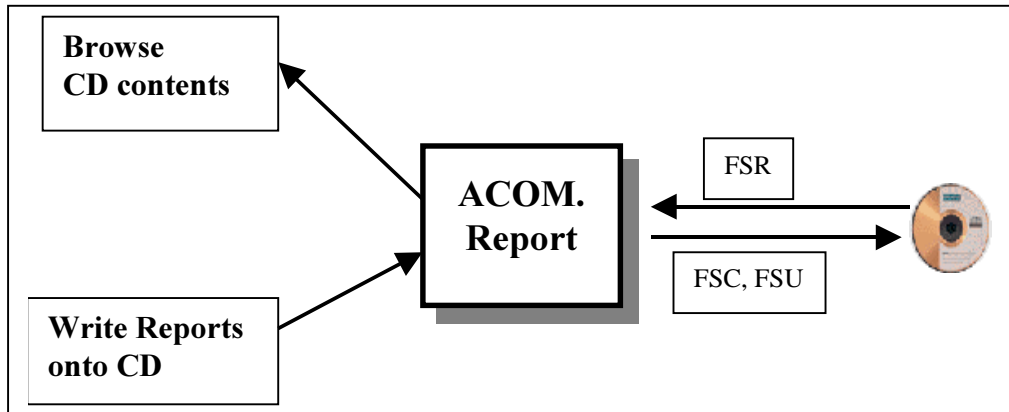 Browse
CD contents
ACOM.
Report
FSR
FSC, FSU
Write Reports
onto CD